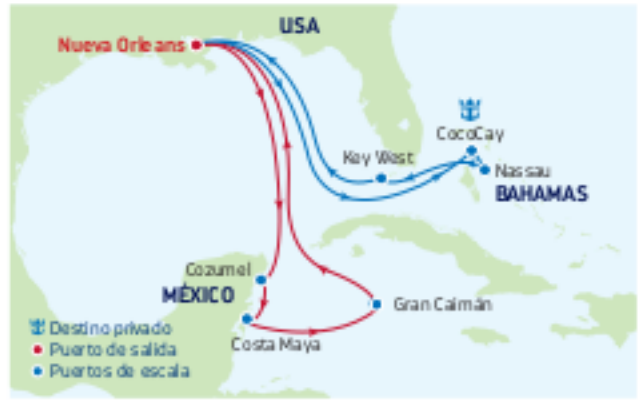 USA
Nueva Orleans
CocoCay
Key West
Nassau
BAHAMAS
Cozumel
MÉXICO
Gran Caimán
Costa Maya
Destino privado
Puerto de salida
Puertos de escala